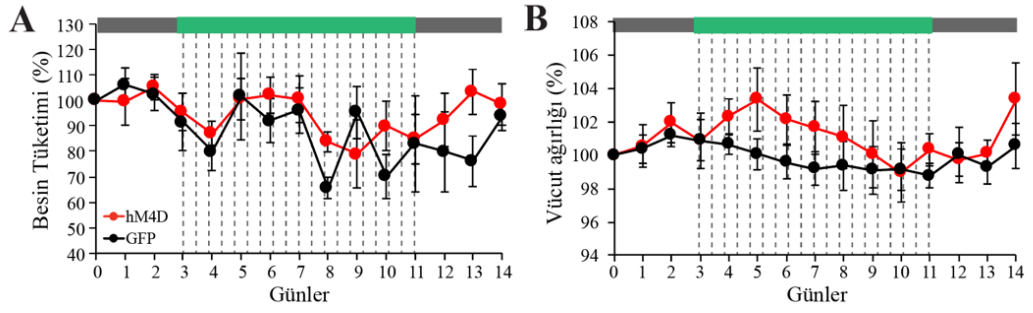 A
Besin Tüketimi (%)
130
120
110
100
90
80
70
60
50
40
hM4D
GFP
0 1 2 3 4 5 6 7 8 9 10 11 12 13 14
Günler
B
Vücut ağırlığı (%)
108
106
104
102
100
98
96
94
0 1 2 3 4 5 6 7 8 9 10 11 12 13 14
Günler